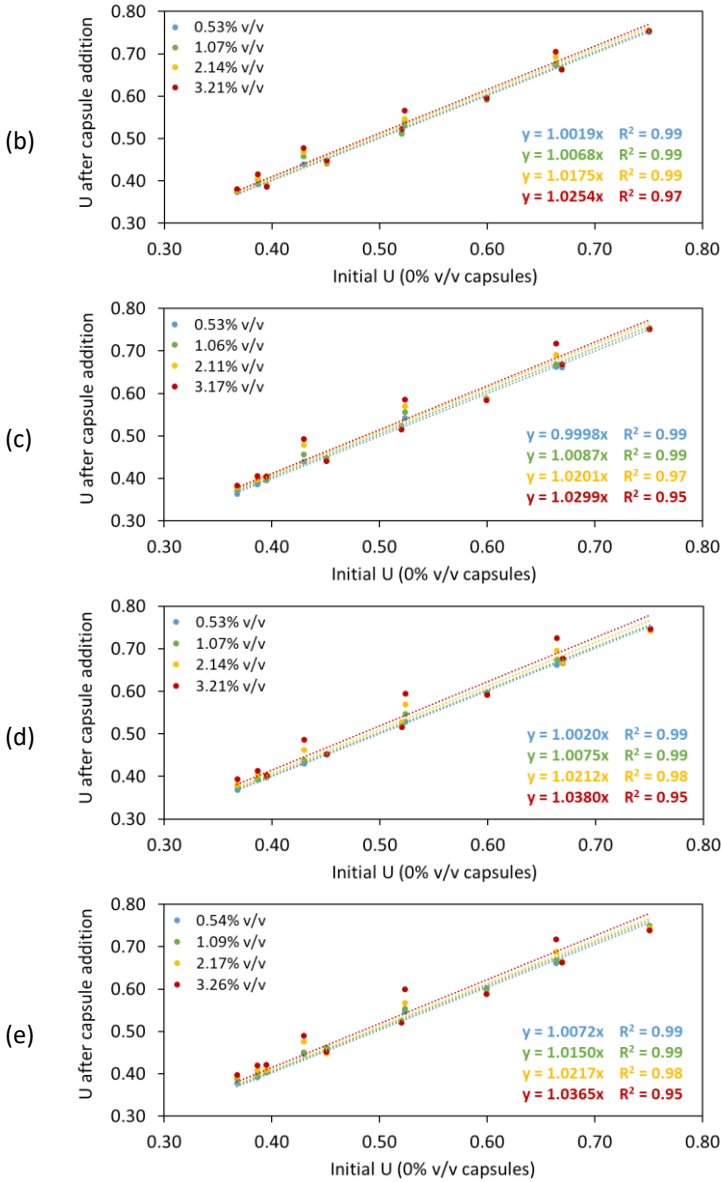 (b)
U after capsule addition
0.80
0.70
0.60
0.50
0.40
0.30
0.53% v/v
1.07% v/v
2.14% v/v
3.21% v/v
y = 1.0019x R² = 0.99
y = 1.0068x R² = 0.99
y = 1.0175x R² = 0.99
y = 1.0254x R² = 0.97
0.30 0.40 0.50 0.60 0.70 0.80
Initial U (0% v/v capsules)
(c)
U after capsule addition
0.80
0.70
0.60
0.50
0.40
0.30
0.53% v/v
1.06% v/v
2.11% v/v
3.17% v/v
y = 0.9998x R² = 0.99
y = 1.0087x R² = 0.99
y = 1.0201x R² = 0.97
y = 1.0299x R² = 0.95
0.30 0.40 0.50 0.60 0.70 0.80
Initial U (0% v/v capsules)
(d)
U after capsule addition
0.80
0.70
0.60
0.50
0.40
0.30
0.53% v/v
1.07% v/v
2.14% v/v
3.21% v/v
y = 1.0020x R² = 0.99
y = 1.0075x R² = 0.99
y = 1.0212x R² = 0.98
y = 1.0380x R² = 0.95
0.30 0.40 0.50 0.60 0.70 0.80
Initial U (0% v/v capsules)
(e)
U after capsule addition
0.80
0.70
0.60
0.50
0.40
0.30
0.54% v/v
1.09% v/v
2.17% v/v
3.26% v/v
y = 1.0072x R² = 0.99
y = 1.0150x R² = 0.99
y = 1.0217x R² = 0.98
y = 1.0365x R² = 0.95
0.30 0.40 0.50 0.60 0.70 0.80
Initial U (0% v/v capsules)